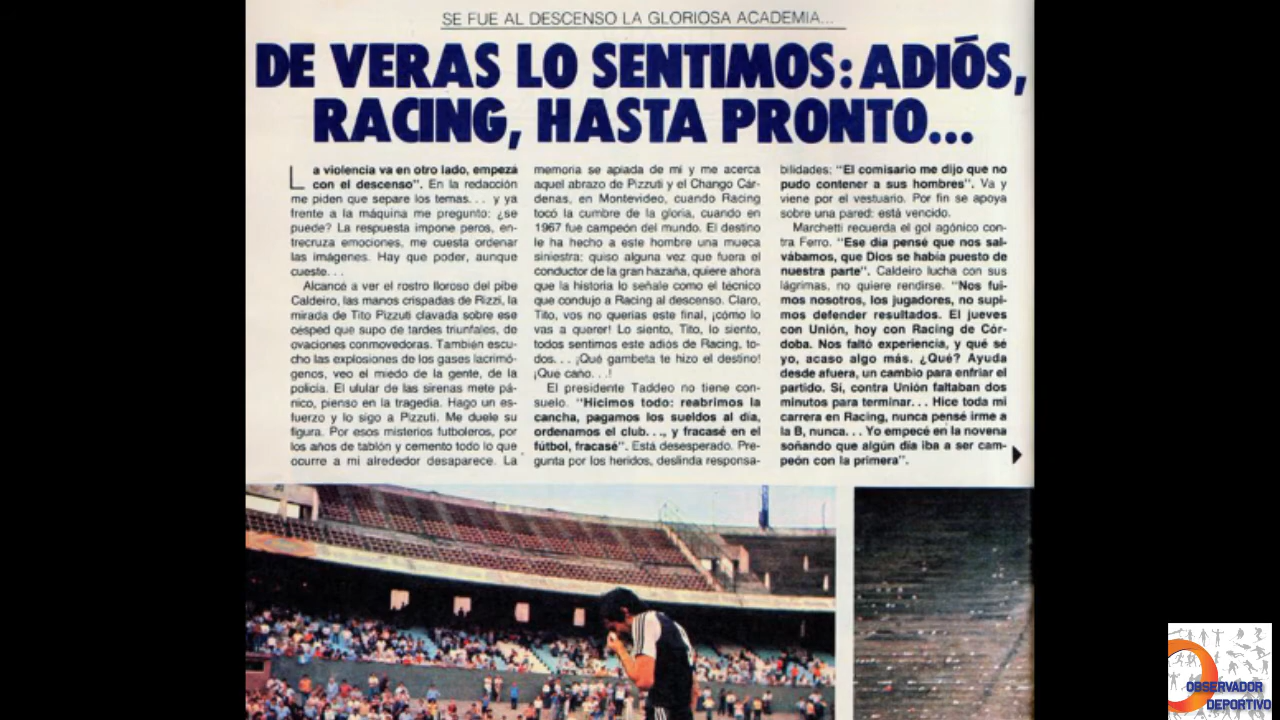 SE FUE AL DESCENSO LA GLORIOSA ACADEMIA...
DE VERAS LO SENTIMOS: ADIÓS,
RACING, HASTA PRONTO...
La violencia va en otro lado, empezá
con el descenso". En la redacción
me piden que separe los temas... y ya
frente a la máquina me pregunto: ¿se
puede? La respuesta impone peros, en-
trecruza emociones, me cuesta ordenar
las imágenes. Hay que poder, aunque
cueste...
Alcancé a ver el rostro lloroso del pibe
Caldeiro, las manos crispadas de Rizzi, la
mirada de Tito Pizzuti clavada sobre ese
césped que supo de tardes triunfales, de
ovaciones conmovedoras. También escu-
cho las explosiones de los gases lacrimó-
genos, veo el miedo de la gente, de la
policía. El ulular de las sirenas mete pá-
nico, pienso en la tragedia. Hago un es-
fuerzo y lo sigo a Pizzuti. Me duele su
figura. Por esos misterios futboleros, por
los años de tablón y cemento todo lo que
ocurre a mi alrededor desaparece. La
memoria se apiada de mí y me acerca
aquel abrazo de Pizzuti y el Chango Cár-
denas, en Montevideo, cuando Racing
tocó la cumbre de la gloria, cuando en
1967 fue campeón del mundo. El destino
le ha hecho a este hombre una mueca
siniestra: quiso alguna vez que fuera el
conductor de la gran hazaña, quiere ahora
que la historia lo señale como el técnico
que condujo a Racing al descenso. Claro,
Tito, vos no querías este final, ¡cómo lo
vas a querer! Lo siento, Tito, lo siento,
todos sentimos este adiós de Racing, to-
dos... ¡Qué gambeta te hizo el destino!
¡Qué caño...!
El presidente Taddeo no tiene con-
suelo. "Hicimos todo: reabrimos la
cancha, pagamos los sueldos al día,
ordenamos el club..., y fracasé en el
fútbol, fracasé". Está desesperado. Pre-
gunta por los heridos, deslinda responsa-
bilidades: "El comisario me dijo que no
pudo contener a sus hombres". Va y
viene por el vestuario. Por fin se apoya
sobre una pared: está vencido.
Marchetti recuerda el gol agónico con-
tra Ferro. "Ese día pensé que nos sal-
vábamos, que Dios se había puesto de
nuestra parte". Caldeiro lucha con sus
lágrimas, no quiere rendirse. "Nos fui-
mos nosotros, los jugadores, no supi-
mos defender resultados. El jueves
con Unión, hoy con Racing de Cór-
doba. Nos faltó experiencia, y qué sé
yo, acaso algo más. ¿Qué? Ayuda
desde afuera, un cambio para enfriar el
partido. Sí, contra Unión faltaban dos
minutos para terminar... Hice toda mi
carrera en Racing, nunca pensé irme a
la B, nunca... Yo empecé en la novena
soñando que algún día iba a ser cam-
peón con la primera".
OBSERVADOR
DEPORTIVO